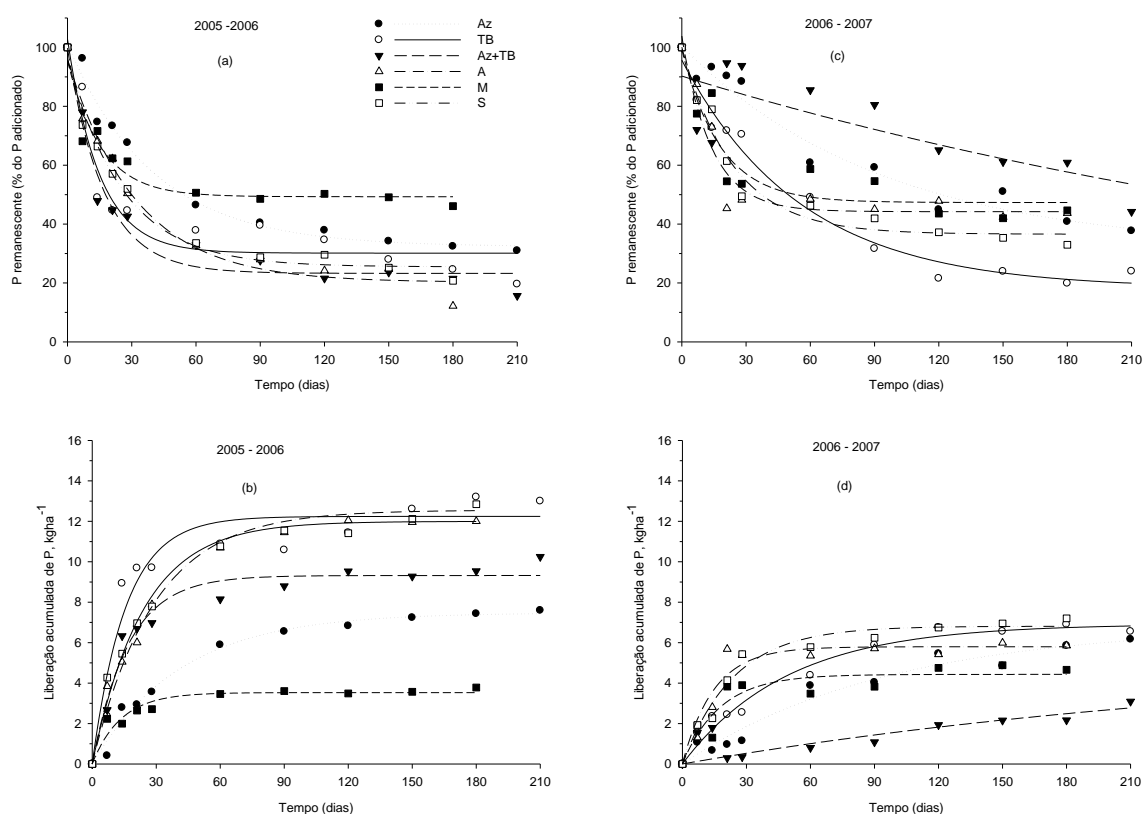 2005 -2006
(a)
Az
TB
Az+TB
A
M
S
P remanescente (% do P adicionado)
100
80
60
40
20
0
0 30 60 90 120 150 180 210
Tempo (dias)
2006 - 2007
(c)
P remanescente (% do P adicionado)
100
80
60
40
20
0
0 30 60 90 120 150 180 210
Tempo (dias)
2005 - 2006
(b)
Liberação acumulada de P, kgha-1
16
14
12
10
8
6
4
2
0
0 30 60 90 120 150 180 210
Tempo (dias)
2006 - 2007
(d)
Liberação acumulada de P, kgha-1
16
14
12
10
8
6
4
2
0
0 30 60 90 120 150 180 210
Tempo (dias)